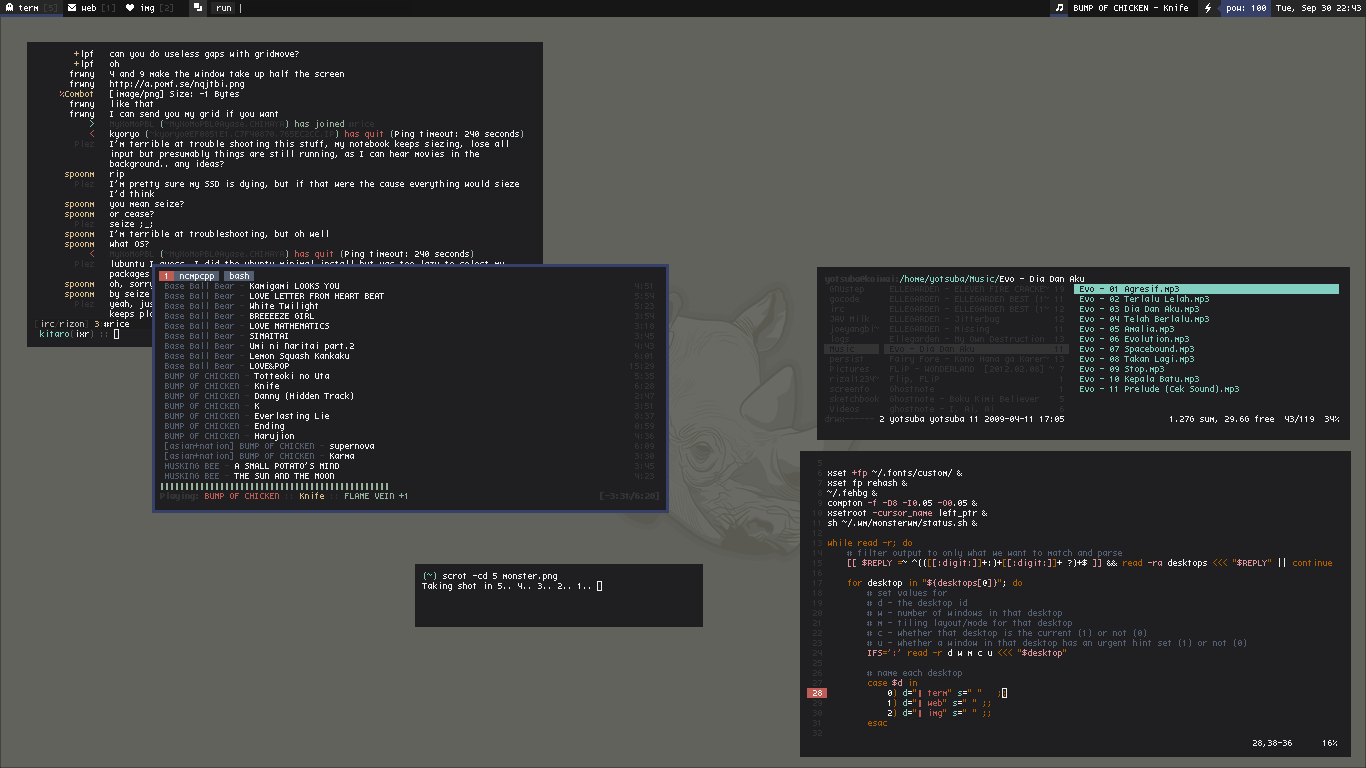 term [5] web [1] img [2] run |
BUMP OF CHICKEN - Knife pow: 100 Tue, Sep 30 22:43
+lpf can you do useless gaps with gridmove?
+lpf oh
frwny 4 and 9 make the window take up half the screen
frwny http://a.pomf.se/nqjtbi.png
%Combot [image/png] Size: -1 Bytes
frwny like that
frwny I can send you my grid if you want
> has joined #rice
< kyoryo has quit (Ping timeout: 240 seconds)
Plez I'm terrible at trouble shooting this stuff, my notebook keeps siezing, lose all
input but presumably things are still running, as I can hear movies in the
background.. any ideas?
spoonm rip
Plez I'm pretty sure my SSD is dying, but if that were the cause everything would sieze
I'd think
spoonm you mean seize?
spoonm or cease?
Plez seize ;_;
spoonm I'm terrible at troubleshooting, but oh well
spoonm what OS?
< has quit (Ping timeout: 240 seconds)
Plez lubuntu I guess, I did the ubuntu minimal install but was too lazy to select my
packages
spoonm oh, sorry
spoonm by seize
Plez yeah, jus
keeps plo
[irc/rizon] 3 #rice
kitaro(ixr) ::
1 ncmpcpp bash
Base Ball Bear - Kamigami LOOKS YOU 4:51
Base Ball Bear - LOVE LETTER FROM HEART BEAT 5:54
Base Ball Bear - White Twilight 5:23
Base Ball Bear - BREEEEZE GIRL 3:54
Base Ball Bear - LOVE MATHEMATICS 3:18
Base Ball Bear - SIMAITAI 4:45
Base Ball Bear - Umi ni Naritai part.2 4:43
Base Ball Bear - Lemon Squash Kankaku 6:01
Base Ball Bear - LOVE&POP 15:29
BUMP OF CHICKEN - Totteoki no Uta 5:35
BUMP OF CHICKEN - Knife 6:28
BUMP OF CHICKEN - Danny (Hidden Track) 2:47
BUMP OF CHICKEN - K 3:51
BUMP OF CHICKEN - Everlasting Lie 8:37
BUMP OF CHICKEN - Ending 0:59
BUMP OF CHICKEN - Harujion 4:36
[asian+nation] BUMP OF CHICKEN - supernova 6:09
[asian+nation] BUMP OF CHICKEN - Karma 3:30
HUSKING BEE - A SMALL POTATO'S MIND 3:45
HUSKING BEE - THE SUN AND THE MOON 4:23
Playing: BUMP OF CHICKEN :: Knife :: FLAME VEIN +1 [-3:31/6:28]
(~) scrot -cd 5 monster.png
Taking shot in 5.. 4.. 3.. 2.. 1..
/home/yotsuba/Music/Evo - Dia Dan Aku
GNUstep ELLEGARDEN - ELEVEN FIRE CRACKE~ 10
gocode ELLEGARDEN - ELLEGARDEN BEST (1~ 12
irc ELLEGARDEN - ELLEGARDEN BEST (1~ 12
JAV Milk ELLEGARDEN - Jitterbug 12
joeyangbir~ ELLEGARDEN - Missing 11
logs Ellegarden - My Own Destruction 13
Music Evo - Dia Dan Aku 11
persist Fairy Fore - Kono Hana ga Karer~
Pictures FLiP - WONDERLAND [2012.02.08] ~ ?
Flip, FLiP 1
screenfo Ghostnote 1
sketchbook Ghostnote - Boku Kimi Believer 5
Videos ghostnote - I, Ai, Ai 6
Evo - 01 Agresif.mp3
Evo - 02 Terlalu Lelah.mp3
Evo - 03 Dia Dan Aku.mp3
Evo - 04 Telah Berlalu.mp3
Evo - 05 Amalia.mp3
Evo - 06 Evolution.mp3
Evo - 07 Spacebound.mp3
Evo - 08 Takan Lagi.mp3
Evo - 09 Stop.mp3
Evo - 10 Kepala Batu.mp3
Evo - 11 Prelude (Cek Sound).mp3
2 yotsuba yotsuba 11 2009-04-11 17:05 1.27G sum, 29.6G free 43/119 34%
5
6 xset +fp ~/.fonts/custom/ &
7 xset fp rehash &
8 ~/.fehbg &
9 compton -f -D8 -I0.05 -O0.05 &
10 xsetroot -cursor_name left_ptr &
11 sh ~/.wm/monsterwm/status.sh &
12
13 while read -r; do
14 # filter output to only what we want to match and parse
15 [[ $REPLY =~ ^(([[:digit:]]+:)+[[:digit:]]+ ?)+$ ]] && read -ra desktops <<< "$REPLY" || continue
16
17 for desktop in "${desktops[@]}"; do
18 # set values for
19 # d - the desktop id
20 # w - number of windows in that desktop
21 # m - tiling layout/mode for that desktop
22 # c - whether that desktop is the current (1) or not (0)
23 # u - whether a window in that desktop has an urgent hint set (1) or not (0)
24 IFS=':' read -r d w m c u <<< "$desktop"
25
26 # name each desktop
27 case $d in
28 0) d="| term" s=" " ;;
29 1) d="| web" s=" " ;;
30 2) d="| img" s=" " ;;
31 esac
32
28,38-36 16%